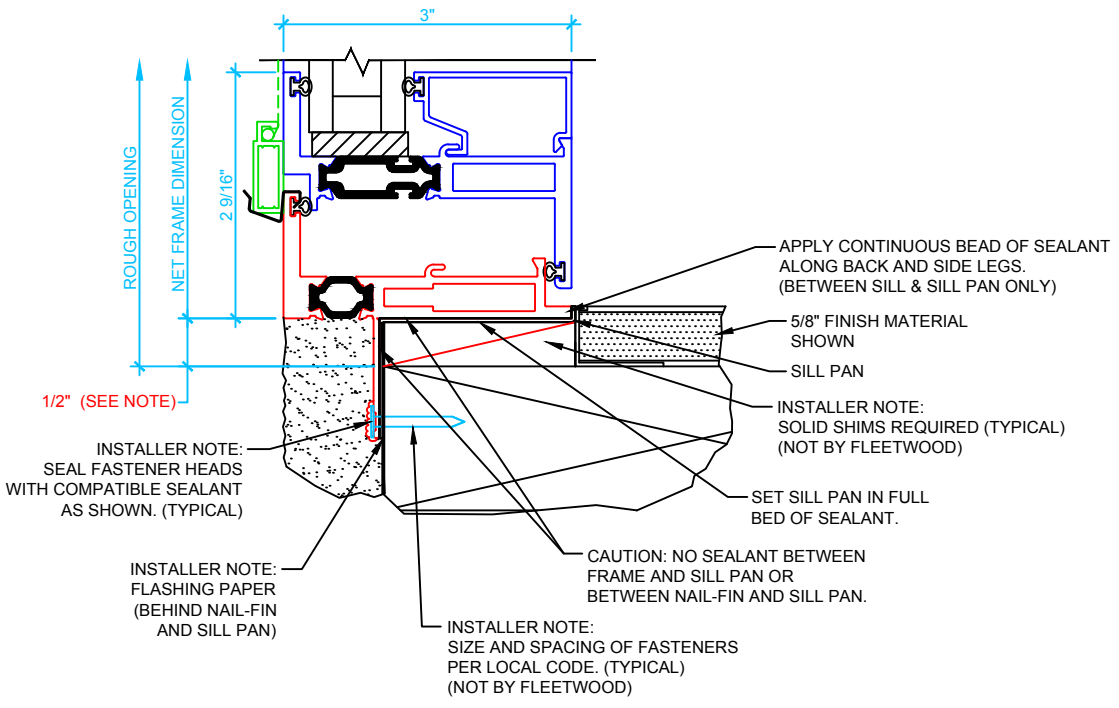 3"
ROUGH OPENING
NET FRAME DIMENSION
2 9/16"
APPLY CONTINUOUS BEAD OF SEALANT
ALONG BACK AND SIDE LEGS.
(BETWEEN SILL & SILL PAN ONLY)
5/8" FINISH MATERIAL
SHOWN
SILL PAN
1/2" (SEE NOTE)
INSTALLER NOTE:
SOLID SHIMS REQUIRED (TYPICAL)
(NOT BY FLEETWOOD)
INSTALLER NOTE:
SEAL FASTENER HEADS
WITH COMPATIBLE SEALANT
AS SHOWN. (TYPICAL)
SET SILL PAN IN FULL
BED OF SEALANT.
CAUTION: NO SEALANT BETWEEN
FRAME AND SILL PAN OR
BETWEEN NAIL-FIN AND SILL PAN.
INSTALLER NOTE:
FLASHING PAPER
(BEHIND NAIL-FIN
AND SILL PAN)
INSTALLER NOTE:
SIZE AND SPACING OF FASTENERS
PER LOCAL CODE. (TYPICAL)
(NOT BY FLEETWOOD)